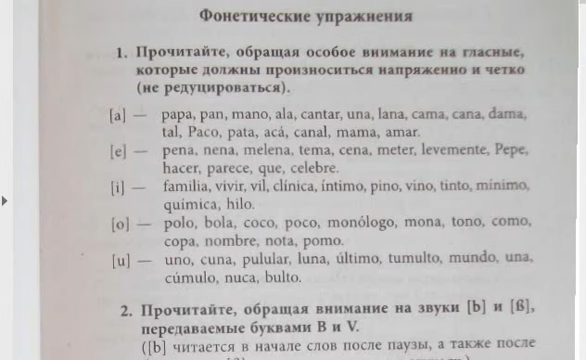 Фонетические упражнения
1. Прочитайте, обращая особое внимание на гласные,
которые должны произноситься напряженно и четко
(не редуцироваться).
[a] — papa, pan, mano, ala, cantar, una, lana, cama, cana, dama,
tal, Paco, pata, acá, canal, mama, amar.
[e] — pena, nena, melena, tema, cena, meter, levemente, Pepe,
hacer, parece, que, celebre.
[i] — familia, vivir, vil, clínica, íntimo, pino, vino, tinto, mínimo,
química, hilo.
[o] — polo, bola, coco, poco, monólogo, mona, tono, como,
copa, nombre, nota, pomo.
[u] — uno, cuna, pulular, luna, último, tumulto, mundo, una,
cúmulo, nuca, bulto.
2. Прочитайте, обращая внимание на звуки [b] и [ß],
передаваемые буквами B и V.
([b] читается в начале слов после паузы, а также после